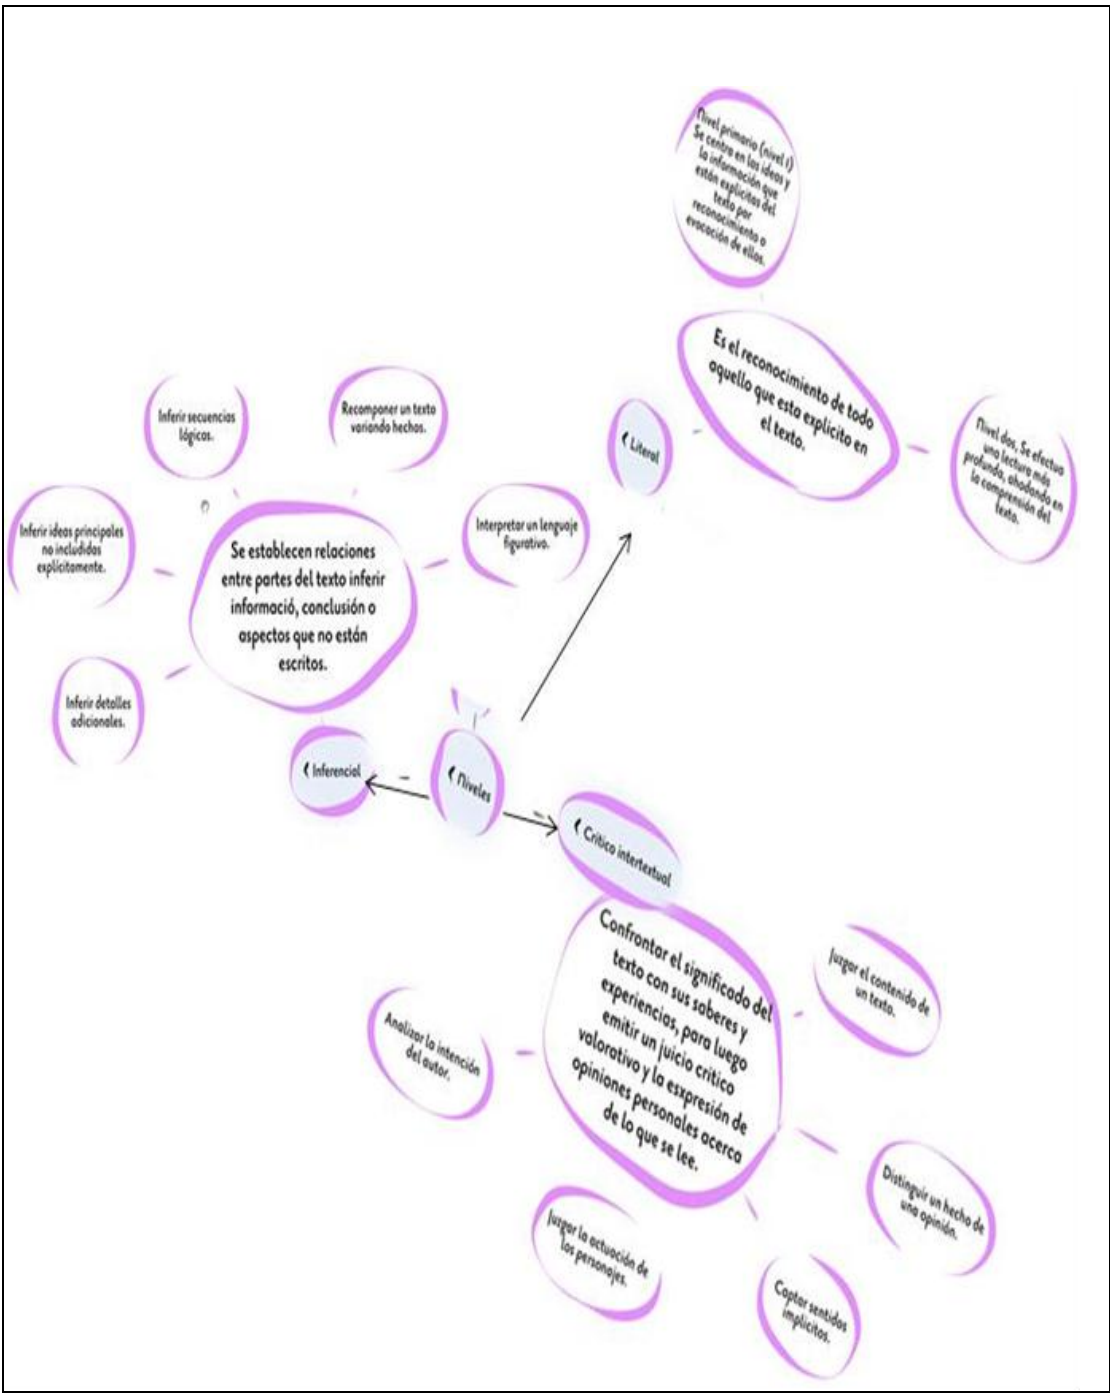 Nivel primario (nivel 1)
Se centra en las ideas y
la información que
están explicitas del
texto por
reconocimiento o
evocación de ellas.
Es el reconocimiento de todo
aquello que esta explicito en
el texto.
‹ Literal
Nivel dos. Se efectua
una lectura más
profunda, ahodando en
la comprensión del
texto.
Inferir secuencias
lógicas.
Recomponer un texto
variando hechos.
Inferir ideas principales
no includidas
explícitamente.
Interpretar un lenguaje
figurativo.
Se establecen relaciones
entre partes del texto inferir
informació, conclusión o
aspectos que no están
escritos.
Inferir detalles
adicionales.
‹ Inferencial
‹ Niveles
‹ Critico intertextual
Confrontar el significado del
texto con sus saberes y
experiencias, para luego
emitir un juicio critico
valorativo y la esxpresión de
opiniones personales acerca
de lo que se lee.
Juzgar el contenido de
un texto.
Analizar la intención
del autor.
Distinguir un hecho de
una opinión.
Juzgar la actuación de
los personajes.
Captar sentidos
implicitos.